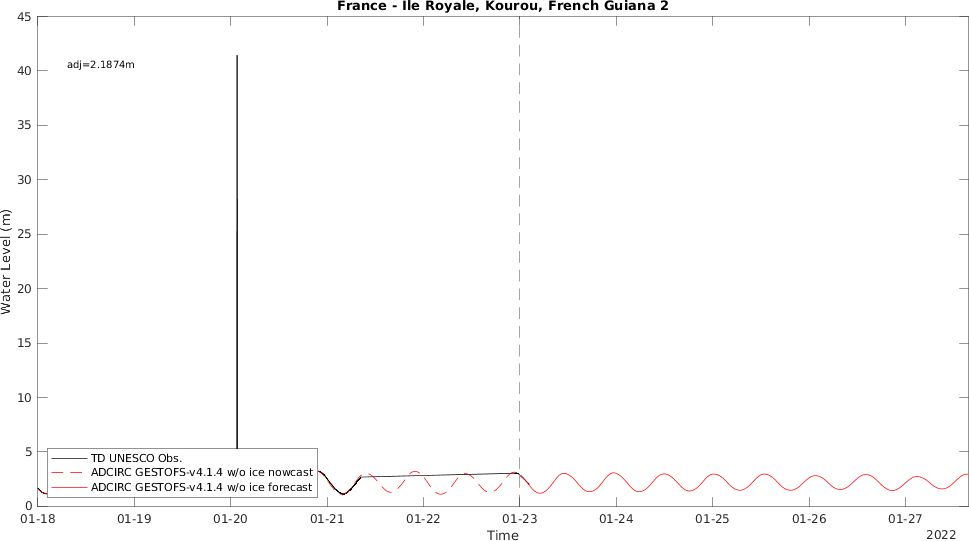 France - Ile Royale, Kourou, French Guiana 2
45
40
35
30
25
20
15
10
5
0
Water Level (m)
adj=2.1874m
TD UNESCO Obs.
ADCIRC GESTOFS-v4.1.4 w/o ice nowcast
ADCIRC GESTOFS-v4.1.4 w/o ice forecast
01-18 01-19 01-20 01-21 01-22 01-23 01-24 01-25 01-26 01-27
Time
2022